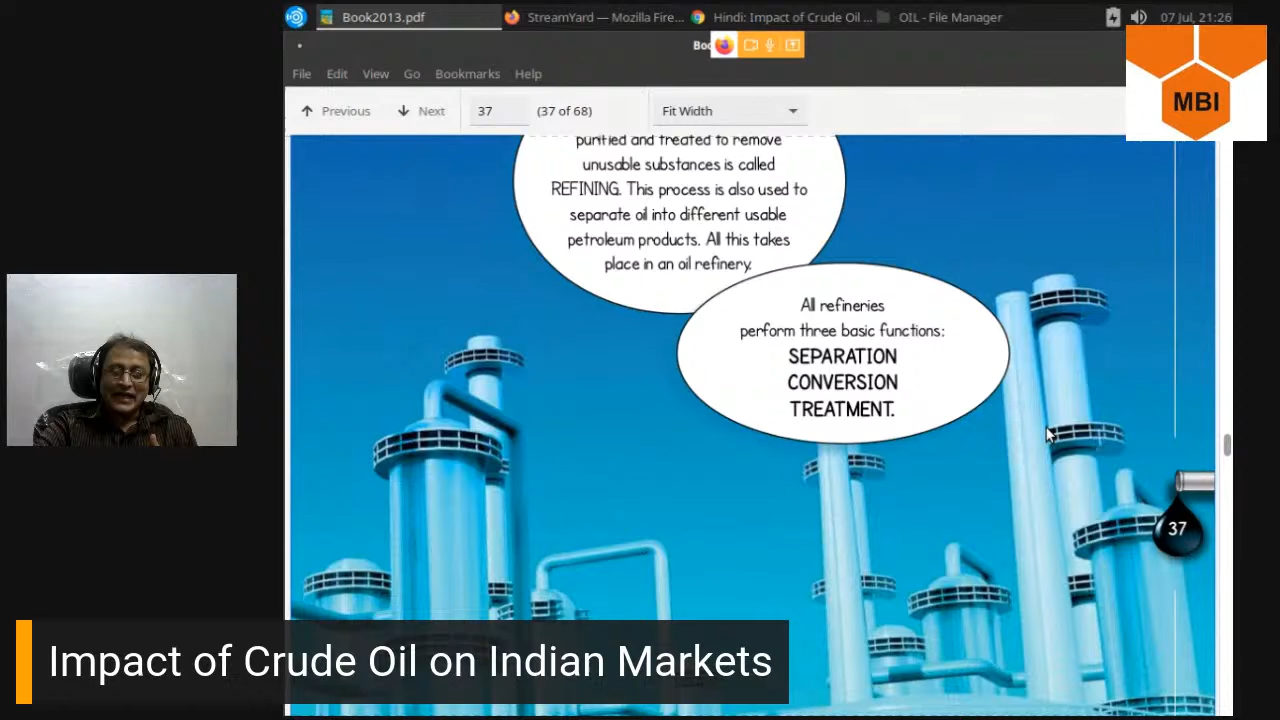 Book2013.pdf
StreamYard — Mozilla Fire...
Hindi: Impact of Crude Oil ...
OIL - File Manager
07 Jul, 21:26
File Edit View Go Bookmarks Help
Previous Next 37 (37 of 68) Fit Width
MBI
purified and treated to remove
unusable substances is called
REFINING. This process is also used to
separate oil into different usable
petroleum products. All this takes
place in an oil refinery.
All refineries
perform three basic functions:
SEPARATION
CONVERSION
TREATMENT.
37
Impact of Crude Oil on Indian Markets